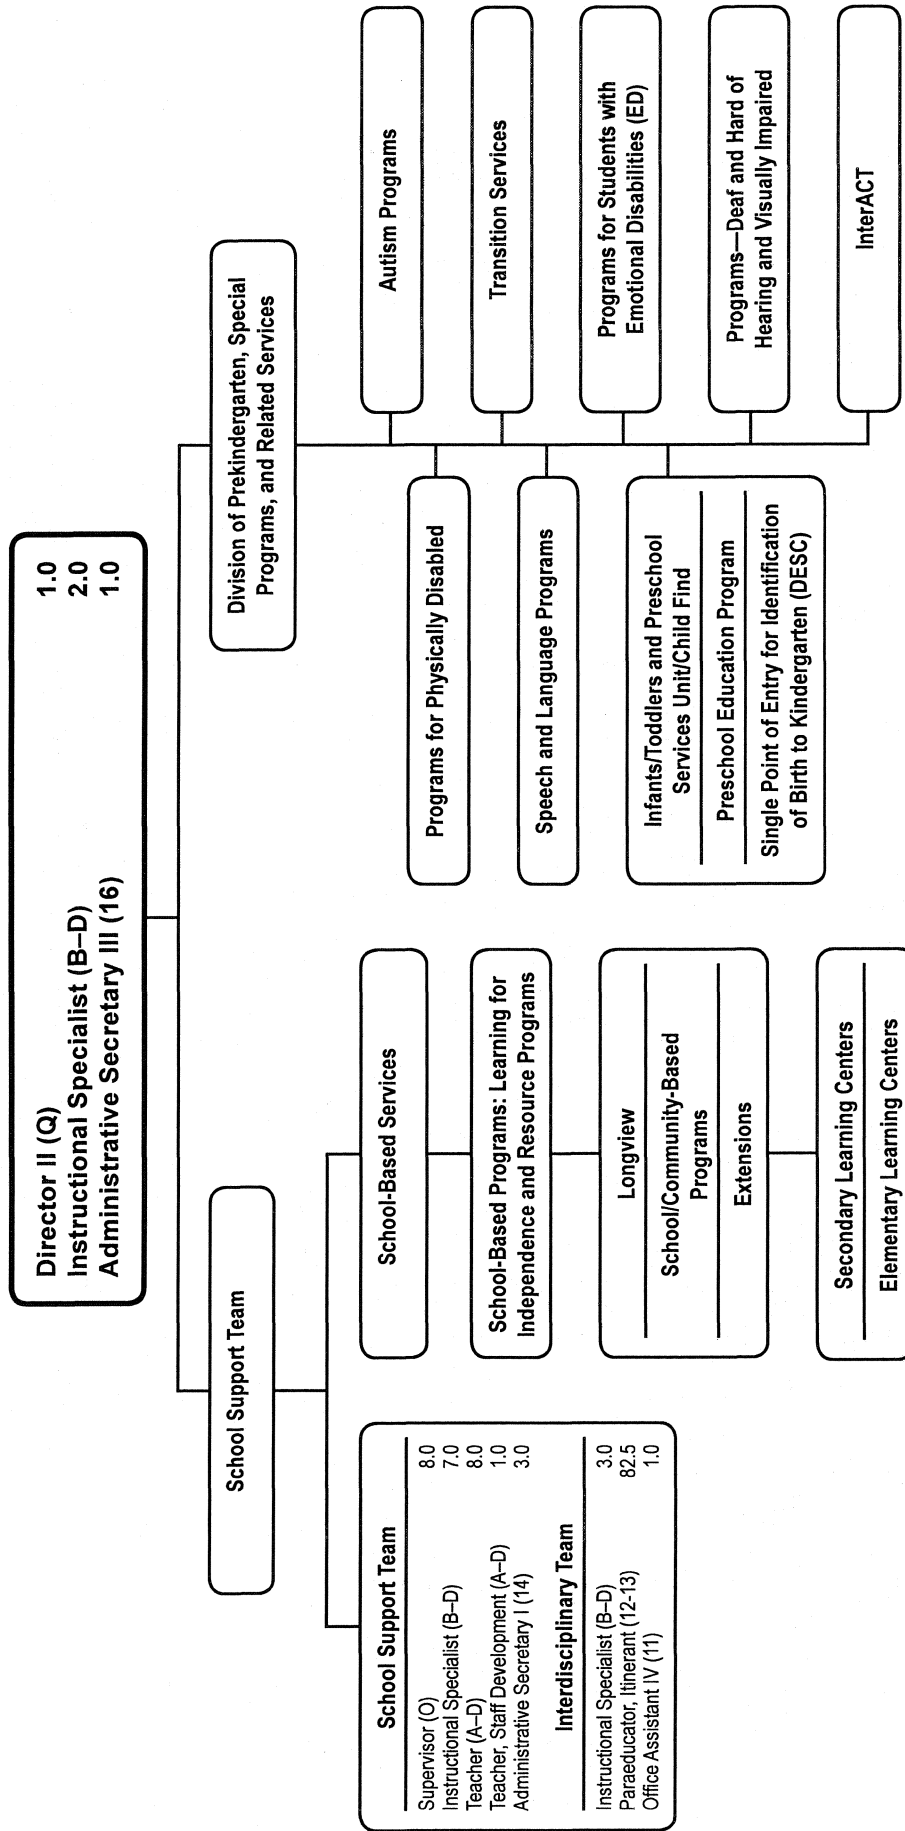 Director II (Q) 1.0
Instructional Specialist (B–D) 2.0
Administrative Secretary III (16) 1.0
School Support Team
School Support Team
Supervisor (O) 8.0
Instructional Specialist (B–D) 7.0
Teacher (A–D) 8.0
Teacher, Staff Development (A–D) 1.0
Administrative Secretary I (14) 3.0
Interdisciplinary Team
Instructional Specialist (B–D) 3.0
Paraeducator, Itinerant (12-13) 82.5
Office Assistant IV (11) 1.0
School-Based Services
School-Based Programs: Learning for
Independence and Resource Programs
Longview
School/Community-Based
Programs
Extensions
Secondary Learning Centers
Elementary Learning Centers
Division of Prekindergarten, Special
Programs, and Related Services
Programs for Physically Disabled
Speech and Language Programs
Infants/Toddlers and Preschool
Services Unit/Child Find
Preschool Education Program
Single Point of Entry for Identification
of Birth to Kindergarten (DESC)
Autism Programs
Transition Services
Programs for Students with
Emotional Disabilities (ED)
Programs—Deaf and Hard of
Hearing and Visually Impaired
InterACT